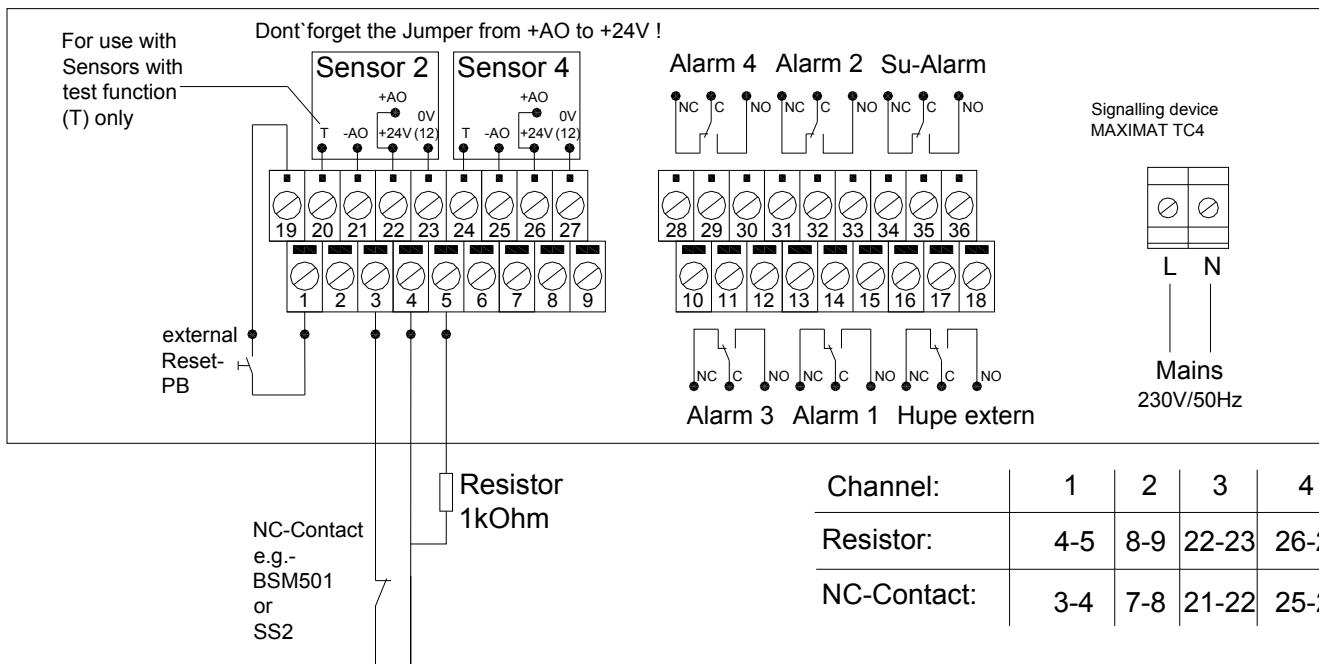 Dont`forget the Jumper from +AO to +24V !
For use with
Sensors with
test function
(T) only
Sensor 2
+AO
0V
T -AO +24V (12)
Sensor 4
+AO
0V
T -AO +24V (12)
Alarm 4 Alarm 2 Su-Alarm
NC C NO NC C NO NC C NO
Signalling device
MAXIMAT TC4
19 20 21 22 23 24 25 26 27
28 29 30 31 32 33 34 35 36
1 2 3 4 5 6 7 8 9
10 11 12 13 14 15 16 17 18
L N
Mains
230V/50Hz
external
Reset-
PB
NC C NO NC C NO NC C NO
Alarm 3 Alarm 1 Hupe extern
Resistor
1kOhm
NC-Contact
e.g.-
BSM501
or
SS2
Channel: 1 2 3 4
Resistor: 4-5 8-9 22-23 26-
NC-Contact: 3-4 7-8 21-22 25-